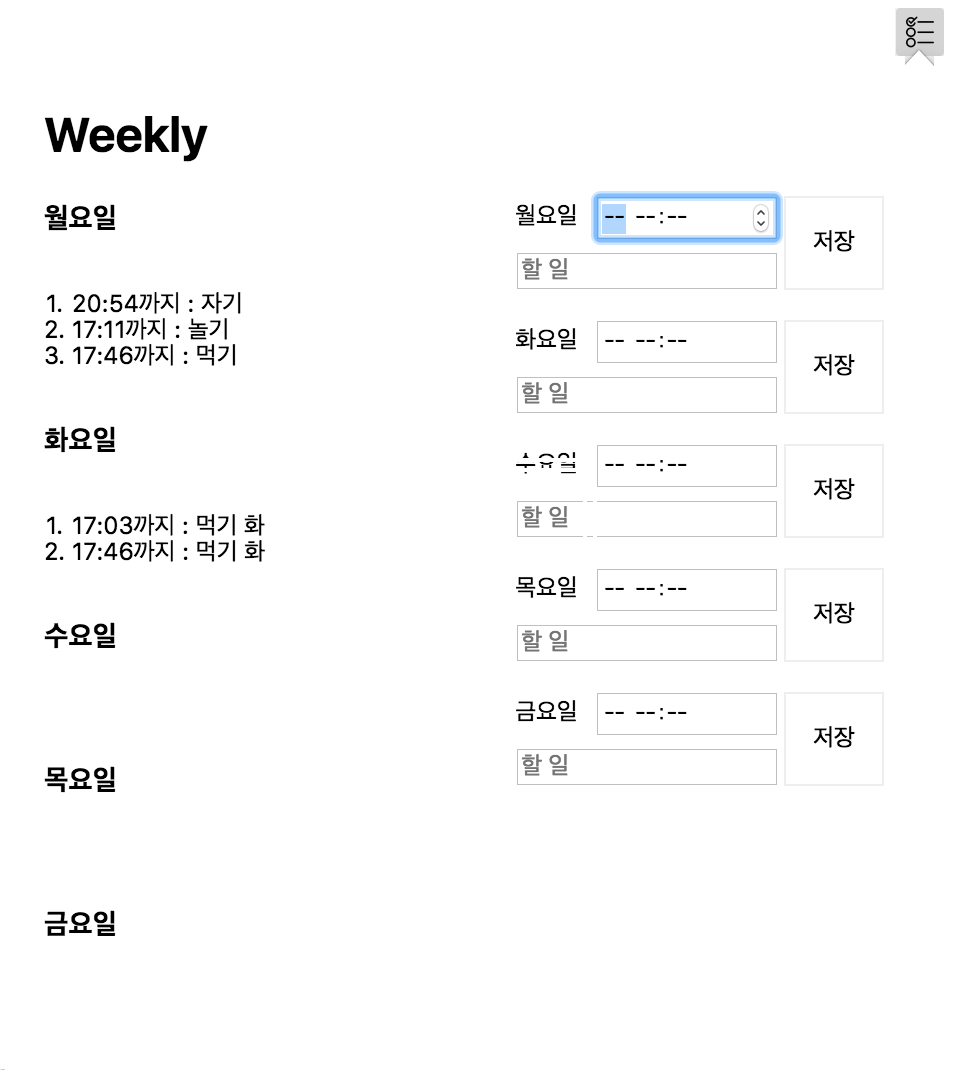 Weekly
월요일
1. 20:54까지 : 자기
2. 17:11까지 : 놀기
3. 17:46까지 : 먹기
화요일
1. 17:03까지 : 먹기 화
2. 17:46까지 : 먹기 화
수요일
목요일
금요일
월요일 -- --:--
할 일
저장
화요일 -- --:--
할 일
저장
수요일 -- --:--
할 일
저장
목요일 -- --:--
할 일
저장
금요일 -- --:--
할 일
저장